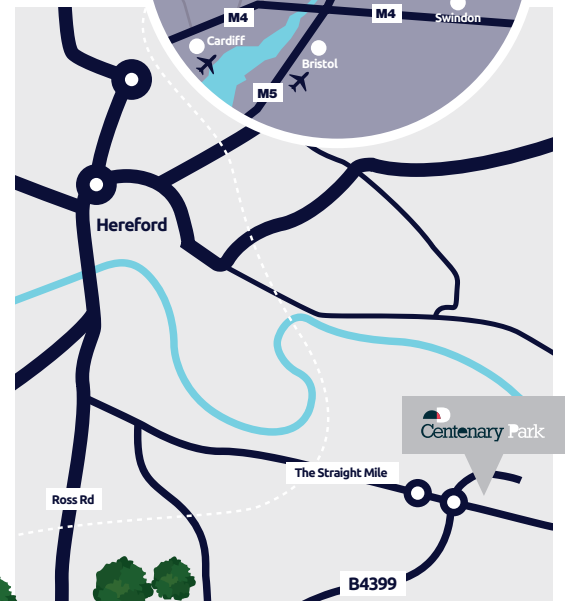 M4
M4
Swindon
Cardiff
Bristol
M5
Hereford
Centenary Park
The Straight Mile
Ross Rd
B4399